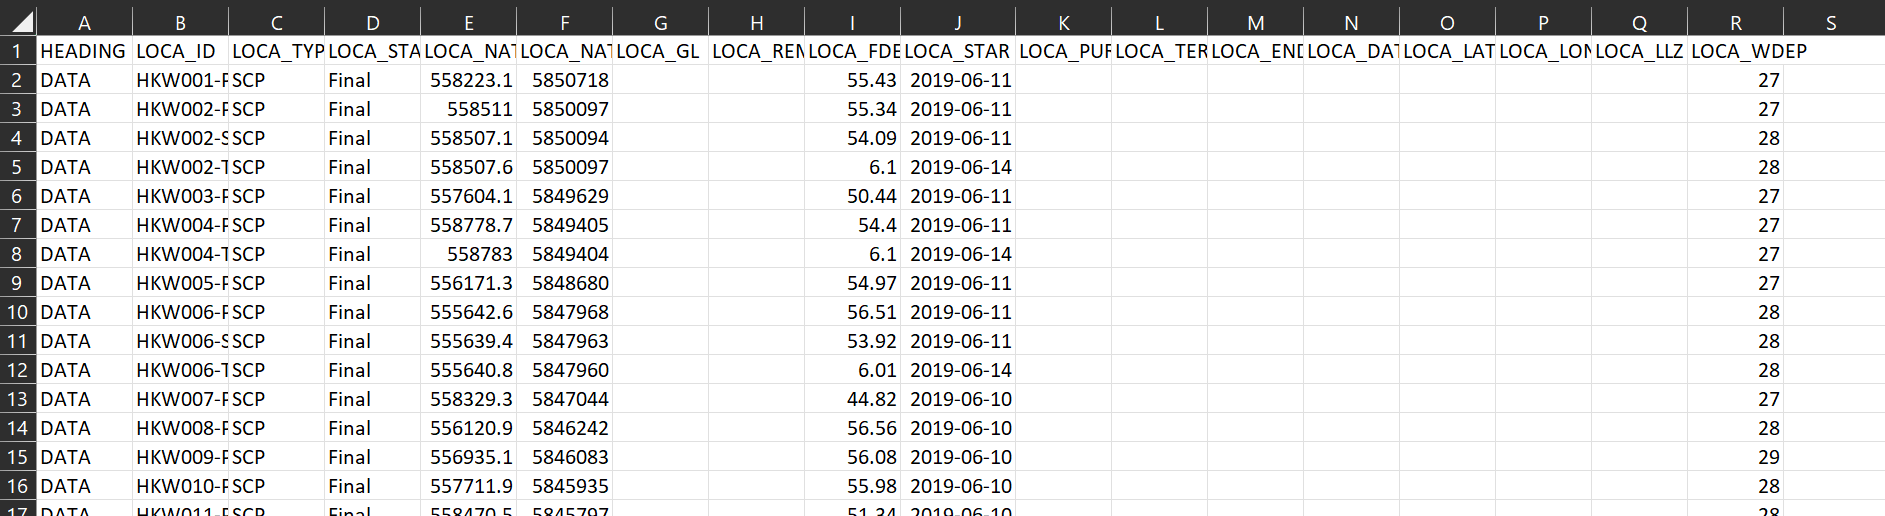 A B C D E F G H I J K L M N O P Q R S
1 HEADING LOCA_ID LOCA_TYP LOCA_STA LOCA_NAT LOCA_NAT LOCA_GL LOCA_REM LOCA_FDE LOCA_STAR LOCA_PUR LOCA_TER LOCA_END LOCA_DAT LOCA_LAT LOCA_LON LOCA_LLZ LOCA_WDEP
2 DATA HKW001-P SCP Final 558223.1 5850718 55.43 2019-06-11 27
3 DATA HKW002-P SCP Final 558511 5850097 55.34 2019-06-11 27
4 DATA HKW002-S SCP Final 558507.1 5850094 54.09 2019-06-11 28
5 DATA HKW002-T SCP Final 558507.6 5850097 6.1 2019-06-14 28
6 DATA HKW003-P SCP Final 557604.1 5849629 50.44 2019-06-11 27
7 DATA HKW004-P SCP Final 558778.7 5849405 54.4 2019-06-11 27
8 DATA HKW004-T SCP Final 558783 5849404 6.1 2019-06-14 27
9 DATA HKW005-P SCP Final 556171.3 5848680 54.97 2019-06-11 27
10 DATA HKW006-P SCP Final 555642.6 5847968 56.51 2019-06-11 28
11 DATA HKW006-S SCP Final 555639.4 5847963 53.92 2019-06-11 28
12 DATA HKW006-T SCP Final 555640.8 5847960 6.01 2019-06-14 28
13 DATA HKW007-P SCP Final 558329.3 5847044 44.82 2019-06-10 27
14 DATA HKW008-P SCP Final 556120.9 5846242 56.56 2019-06-10 28
15 DATA HKW009-P SCP Final 556935.1 5846083 56.08 2019-06-10 29
16 DATA HKW010-P SCP Final 557711.9 5845935 55.98 2019-06-10 28
17 DATA HKW011-P SCP Final 558470.5 5845797 51.34 2019-06-10 28